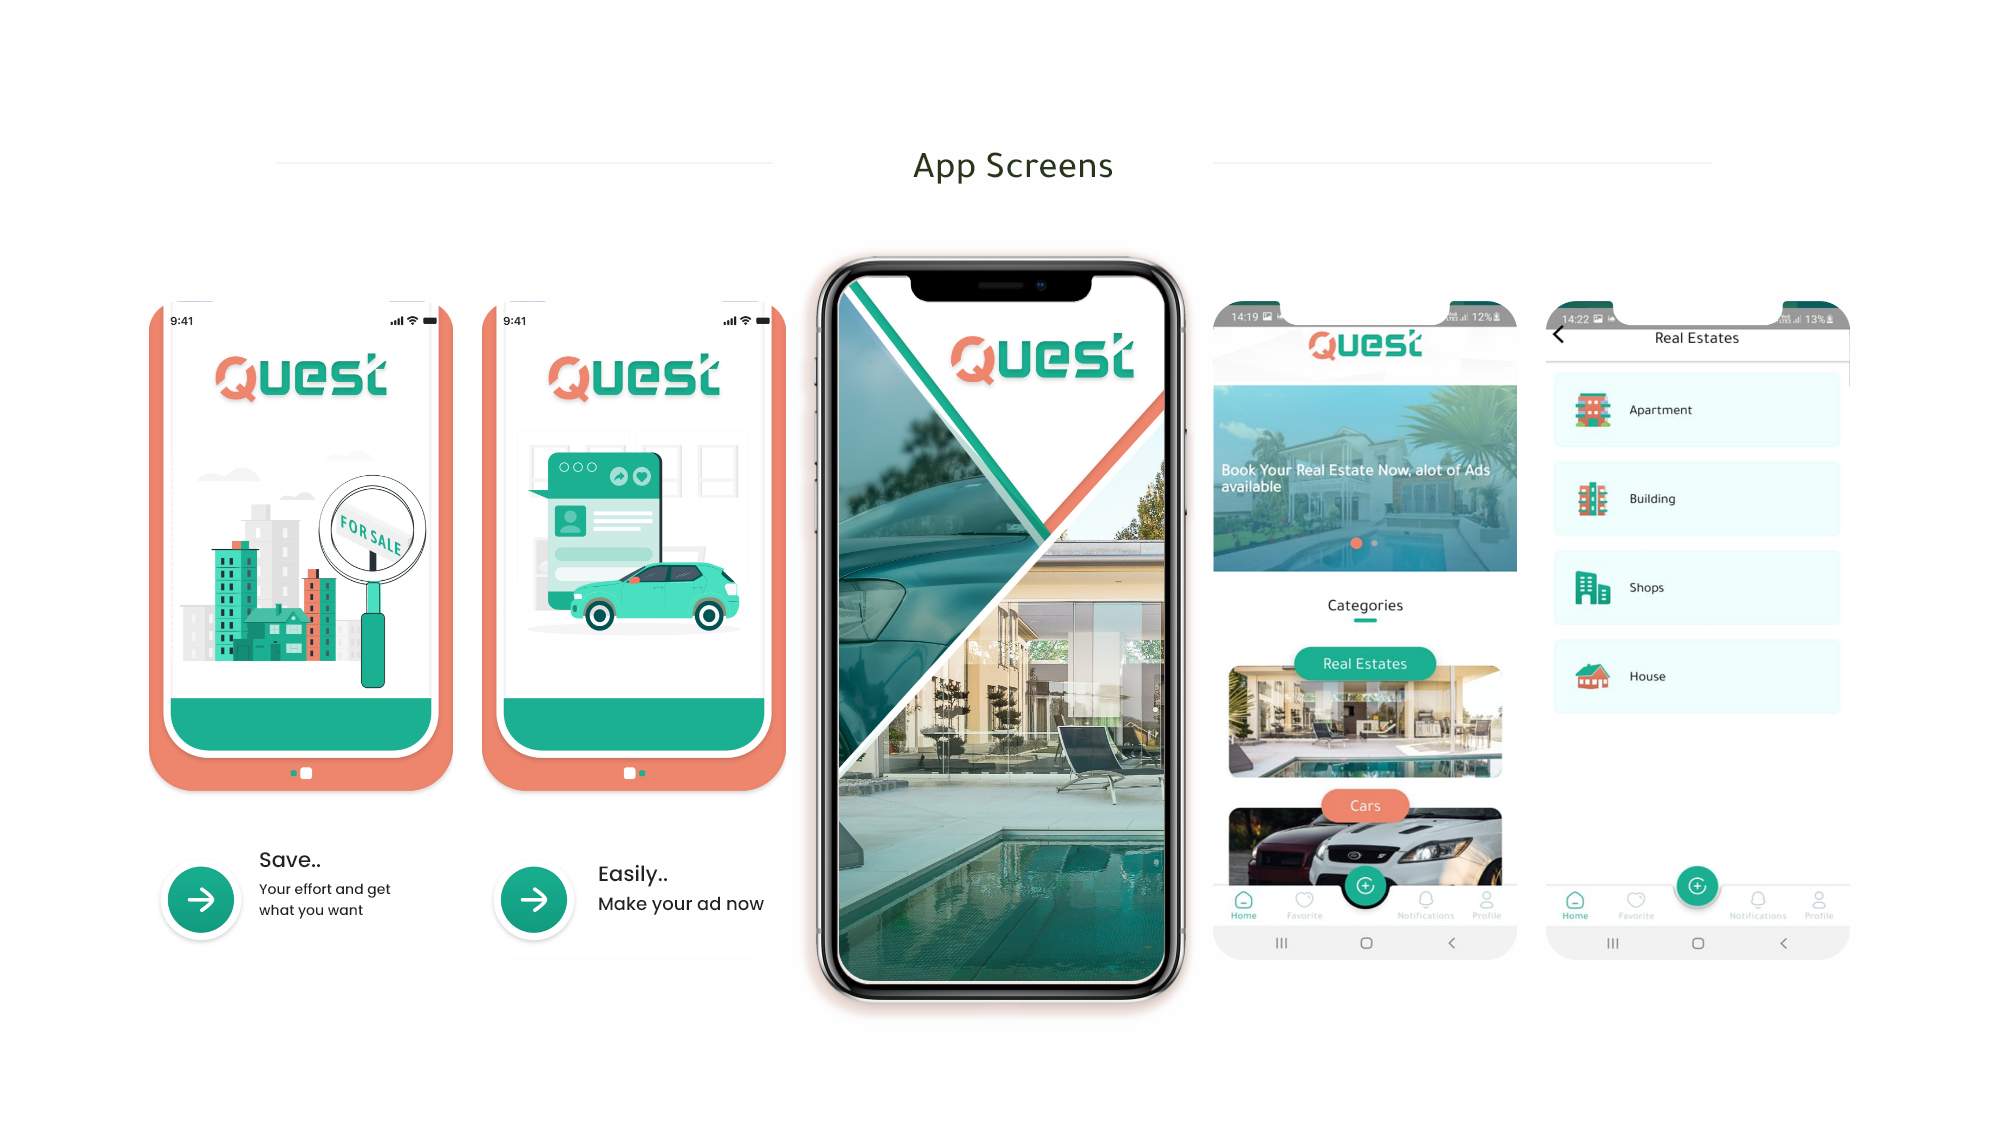 App Screens
9:41
Quest
FOR SALE
Save..
Your effort and get
what you want
9:41
Quest
Easily..
Make your ad now
Quest
14:19
12%
Quest
Book Your Real Estate Now, alot of Ads
available
Categories
Real Estates
Cars
Home
Favorite
Notifications
Profile
14:22
13%
Real Estates
Apartment
Building
Shops
House
Home
Favorite
Notifications
Profile